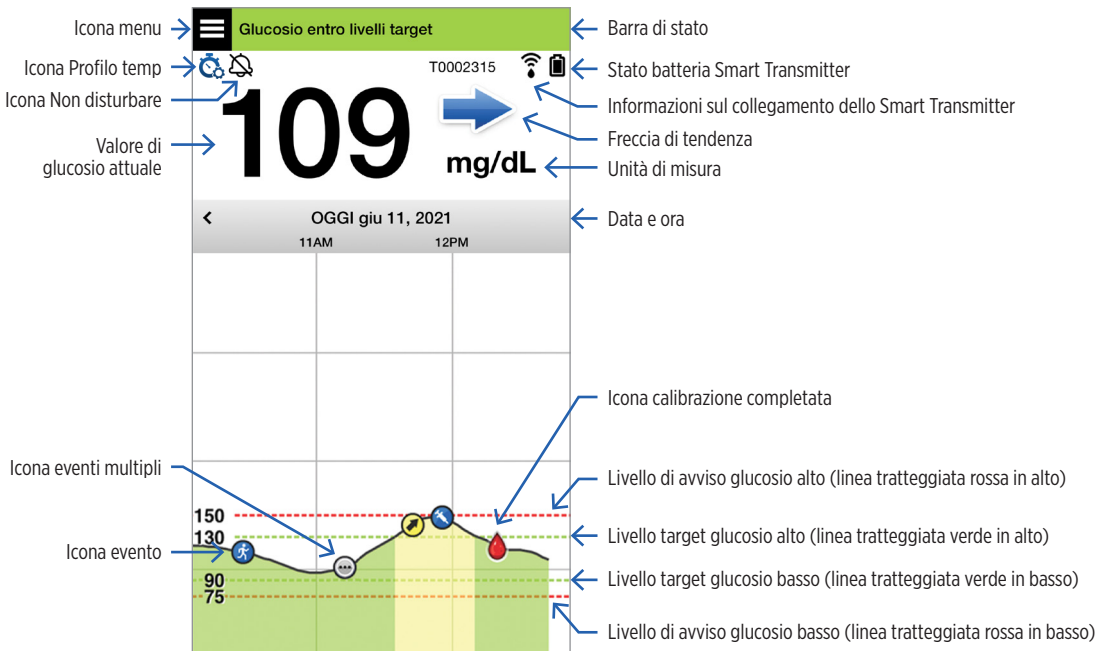 Icona menu
Icona Profilo temp
Icona Non disturbare
Valore di
glucosio attuale
Icona eventi multipli
Icona evento
Glucosio entro livelli target
T0002315
109
mg/dL
OGGI giu 11, 2021
11AM
12PM
150
130
90
75
Barra di stato
Stato batteria Smart Transmitter
Informazioni sul collegamento dello Smart Transmitter
Freccia di tendenza
Unità di misura
Data e ora
Icona calibrazione completata
Livello di avviso glucosio alto (linea tratteggiata rossa in alto)
Livello target glucosio alto (linea tratteggiata verde in alto)
Livello target glucosio basso (linea tratteggiata verde in basso)
Livello di avviso glucosio basso (linea tratteggiata rossa in basso)